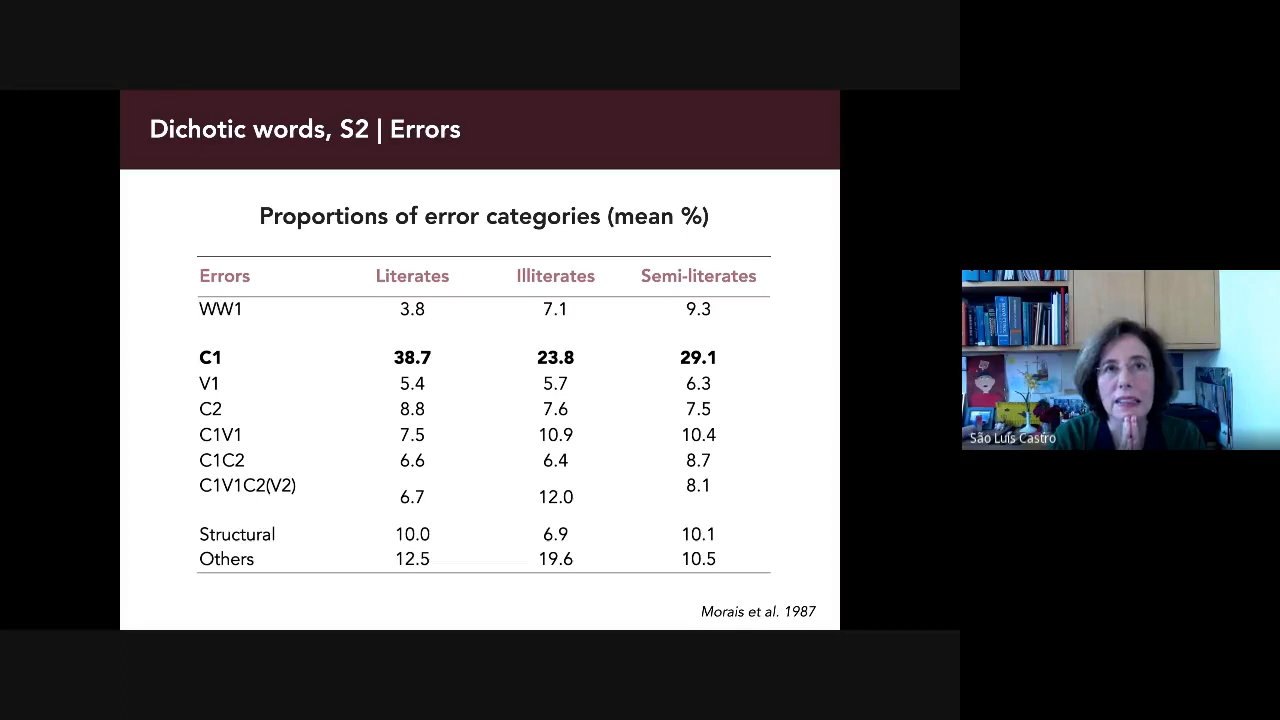 Dichotic words, S2 | Errors
Proportions of error categories (mean %)
Errors Literates Illiterates Semi-literates
WW1 3.8 7.1 9.3
C1 38.7 23.8 29.1
V1 5.4 5.7 6.3
C2 8.8 7.6 7.5
C1V1 7.5 10.9 10.4
C1C2 6.6 6.4 8.7
C1V1C2(V2) 6.7 12.0 8.1
Structural 10.0 6.9 10.1
Others 12.5 19.6 10.5
Morais et al. 1987
São Luís Castro